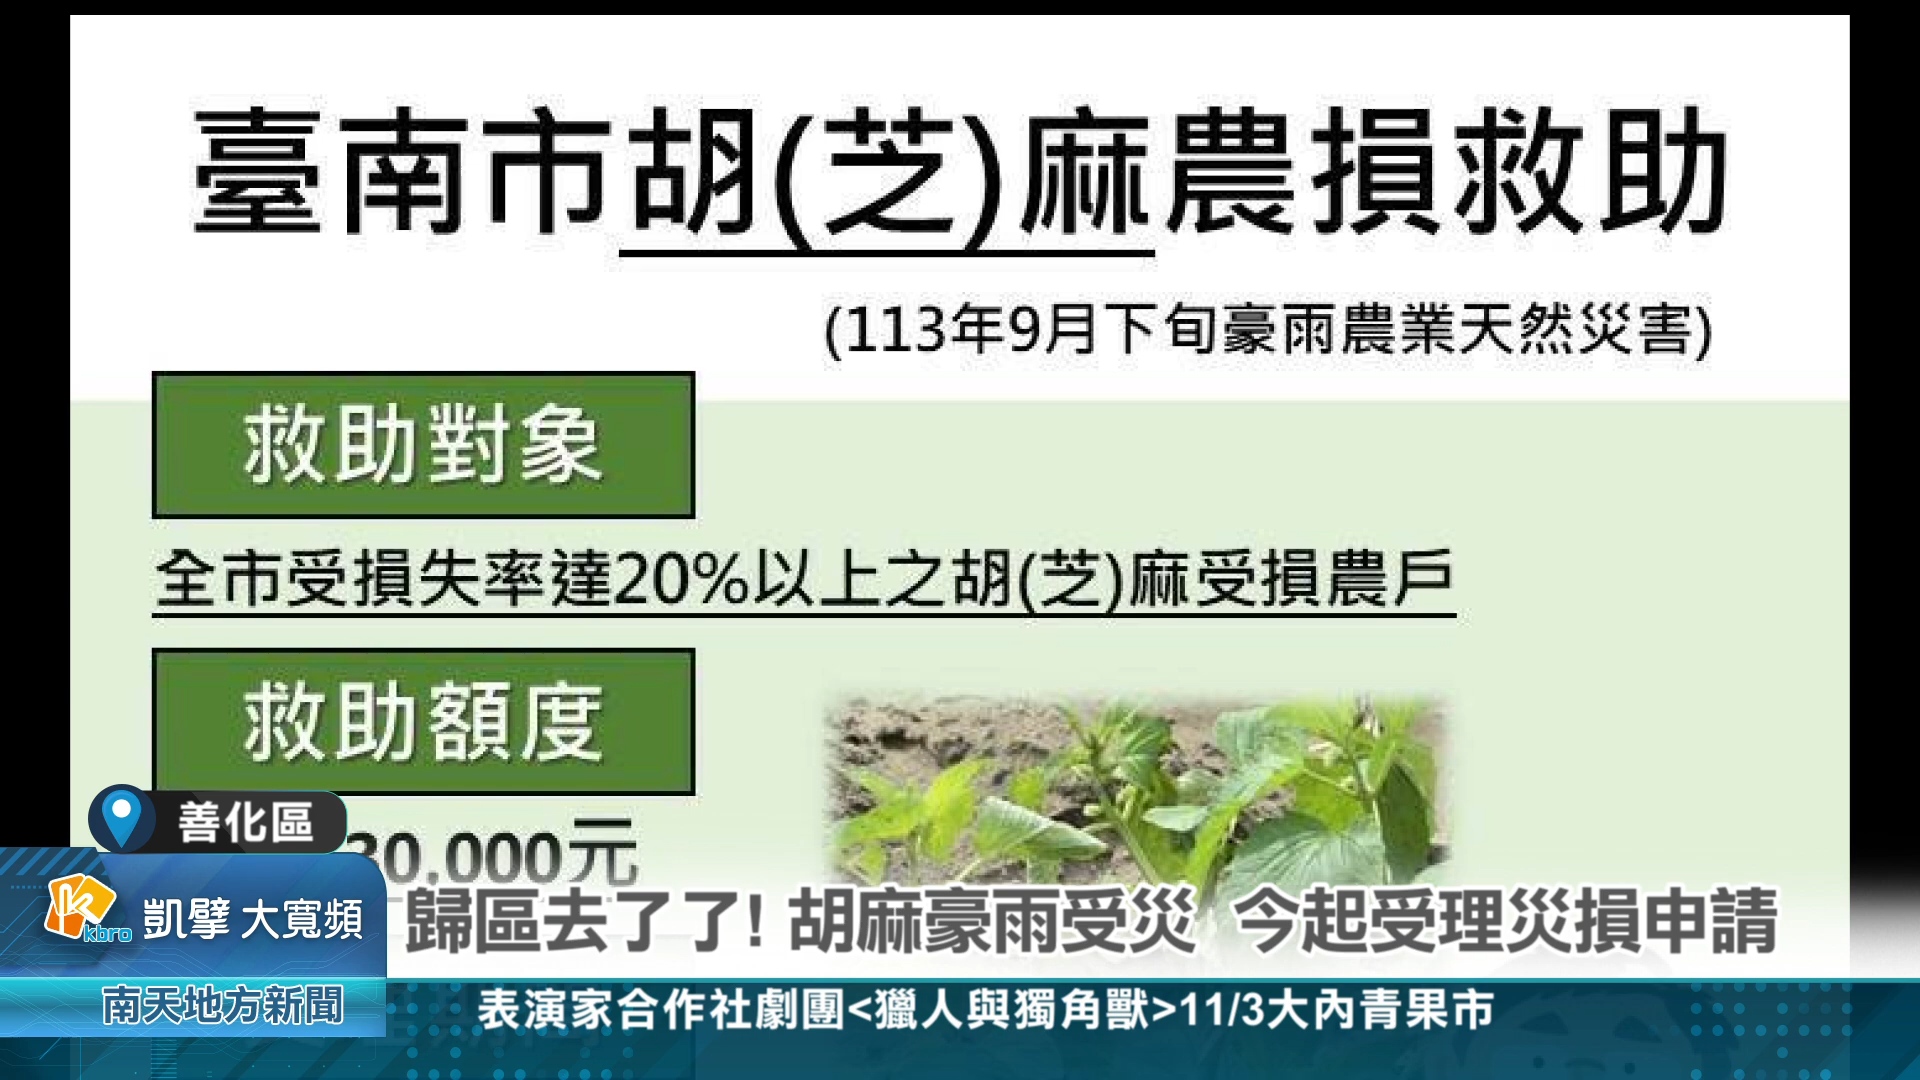 臺南市胡(芝)麻農損救助
(113年9月下旬豪雨農業天然災害)
救助對象
全市受損失率達20%以上之胡(芝)麻受損農戶
救助額度
30,000元
善化區
kbro 凱擘大寬頻
歸區去了了!胡麻豪雨受災 今起受理災損申請
南天地方新聞
表演家合作社劇團<獵人與獨角獸>11/3大內青果市